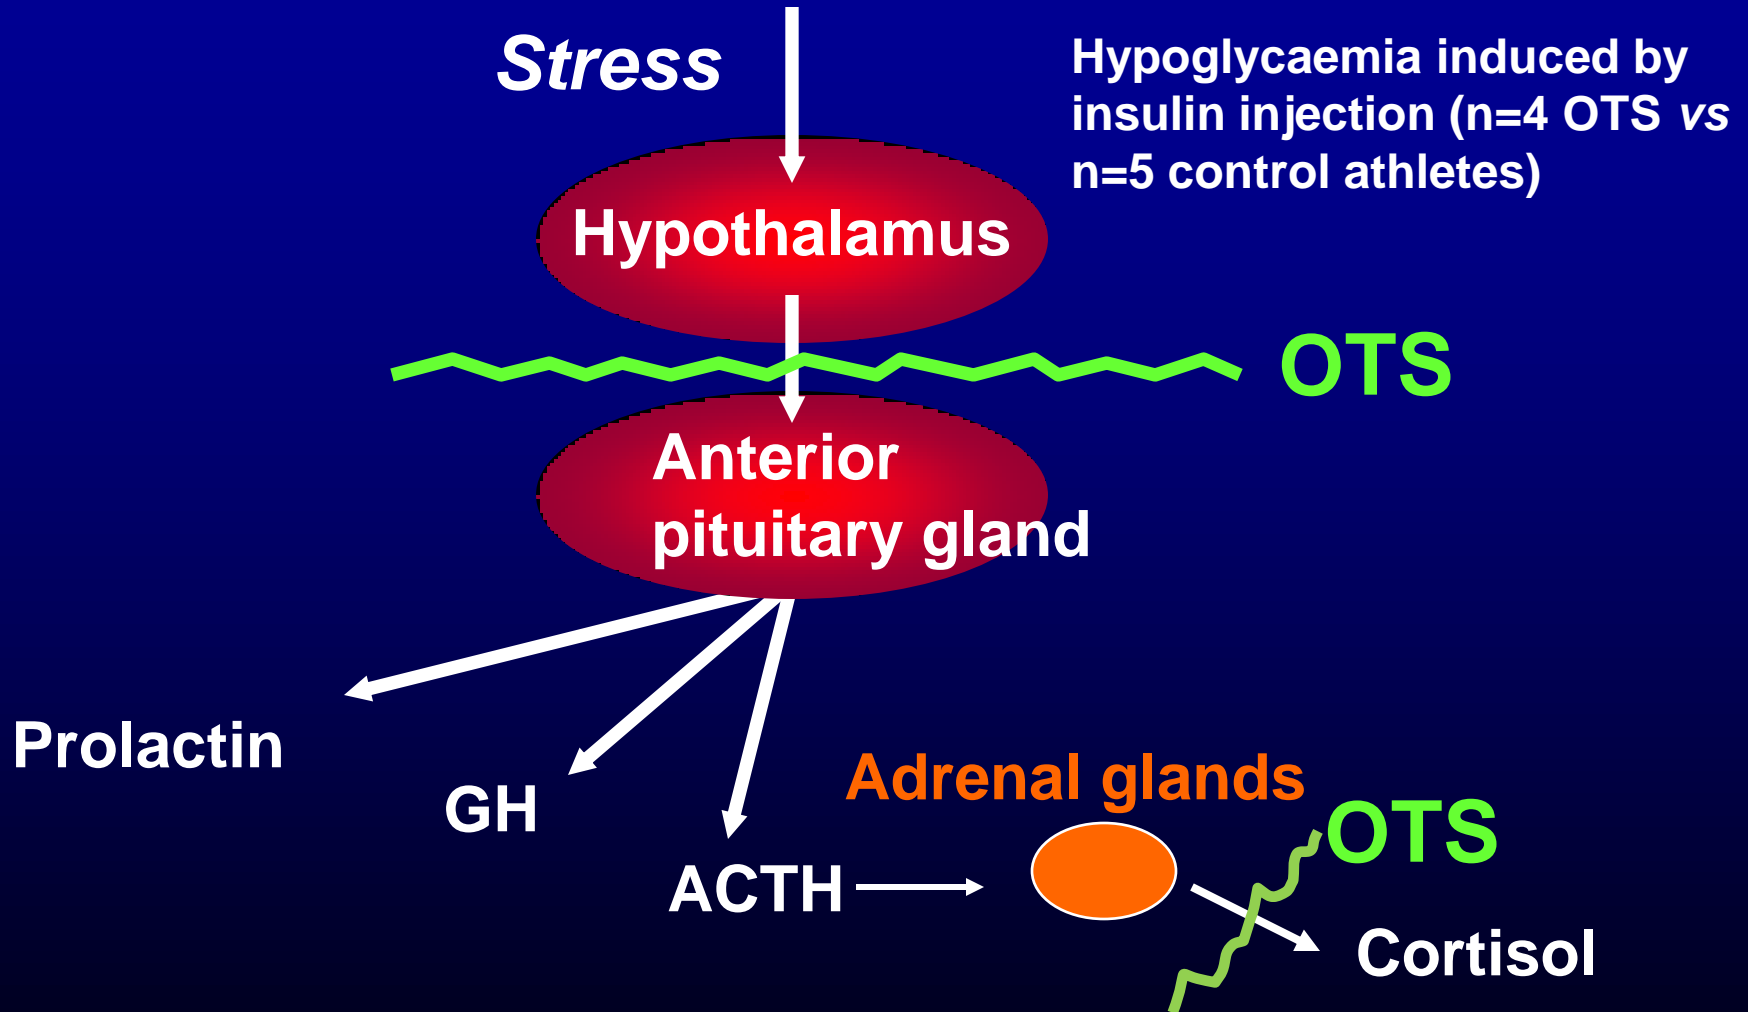 Stress
Hypoglycaemia induced by
insulin injection (n=4 OTS vs
n=5 control athletes)
Hypothalamus
OTS
Anterior
pituitary gland
Prolactin
GH
Adrenal glands
OTS
ACTH
Cortisol